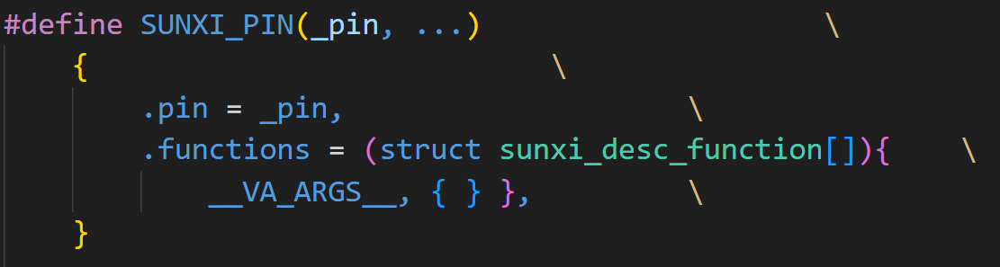 #define SUNXI_PIN(_pin, ...) \
{ \
.pin = _pin, \
.functions = (struct sunxi_desc_function[]){ \
__VA_ARGS__, { } }, \
}